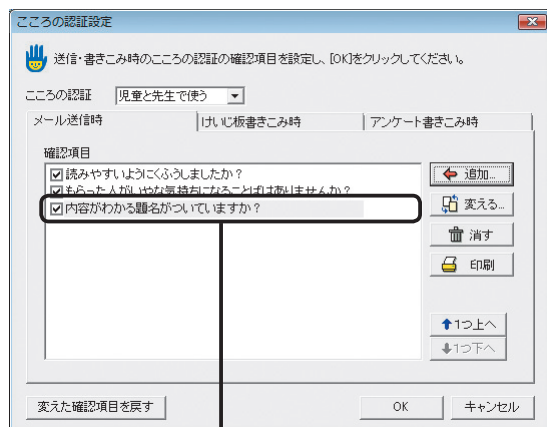 こころの認証設定
送信・書きこみ時のこころの認証の確認項目を設定し、[OK]をクリックしてください。
こころの認証 児童と先生で使う
メール送信時 けいじ板書きこみ時 アンケート書きこみ時
確認項目
読みやすいようにくふうしましたか？
もらった人がいやな気持ちになることばはありませんか？
内容がわかる題名がついていますか？
追加...
変える...
消す
印刷
1つ上へ
1つ下へ
変えた確認項目を戻す OK キャンセル